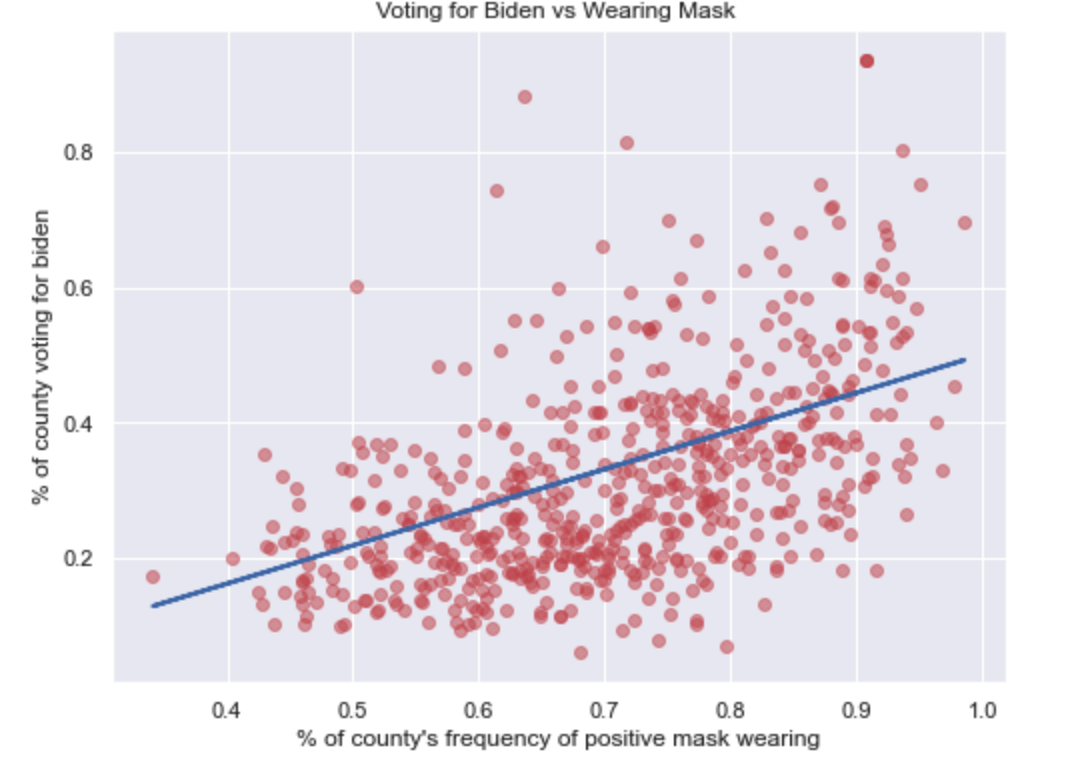 Voting for Biden vs Wearing Mask
% of county voting for biden
0.8
0.6
0.4
0.2
0.4 0.5 0.6 0.7 0.8 0.9 1.0
% of county's frequency of positive mask wearing